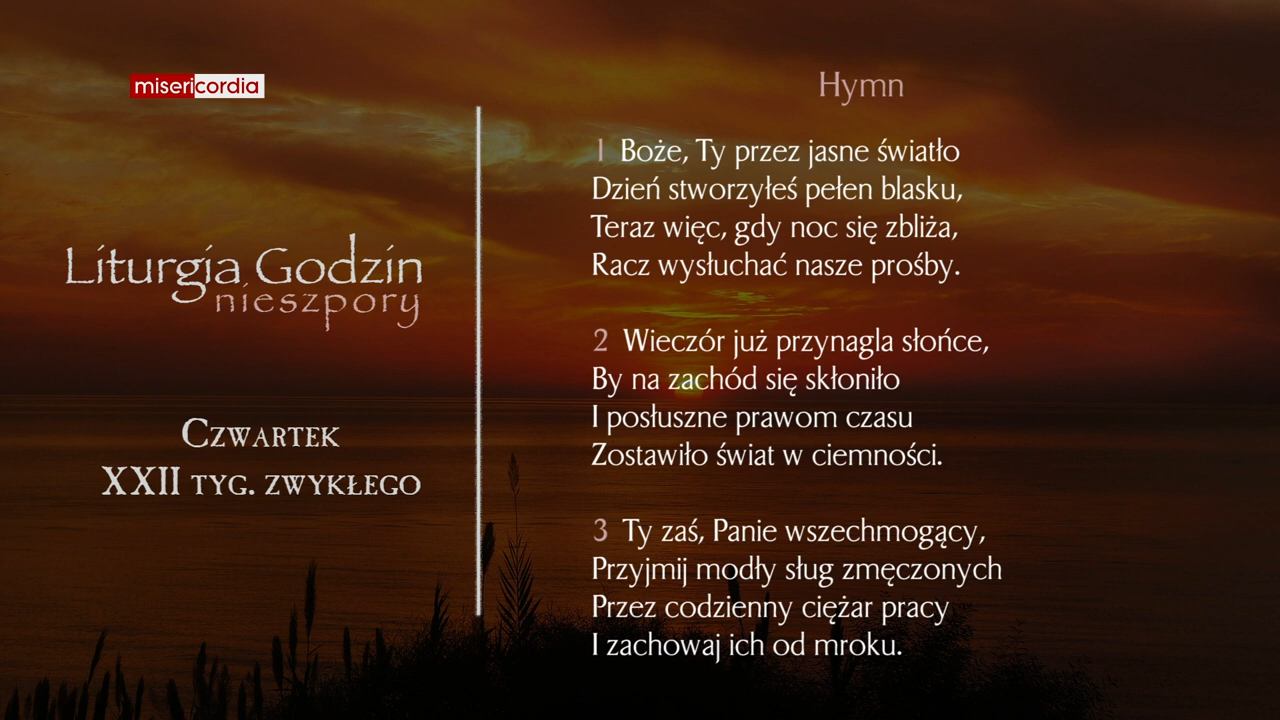 misericordia
Liturgia Godzin
nieszpory
Czwartek
XXII tyg. zwykłego
Hymn
1 Boże, Ty przez jasne światło
Dzień stworzyłeś pełen blasku,
Teraz więc, gdy noc się zbliża,
Racz wysłuchać nasze prośby.
2 Wieczór już przynagla słońce,
By na zachód się skłoniło
I posłuszne prawom czasu
Zostawiło świat w ciemności.
3 Ty zaś, Panie wszechmogący,
Przyjmij modły sług zmęczonych
Przez codzienny ciężar pracy
I zachowaj ich od mroku.